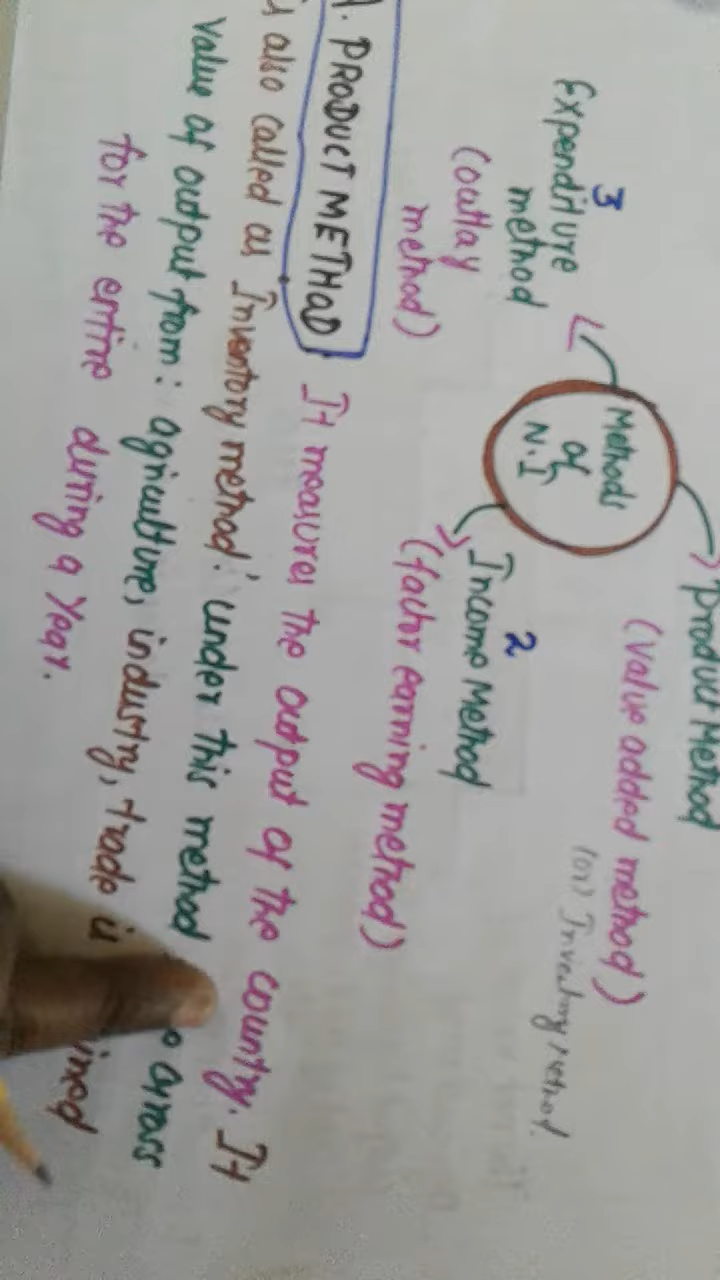 Product Method
(value added method)
(or) Inventory Method.
Methods
of
N.I
3
Expenditure
method
(outlay
method)
2
Income Method
(factor earning method)
1. PRODUCT METHOD It measures the output of the country. It
is also called as Inventory method'. under this method gross
value of output from: agriculture, industry, trade is
for the entire during a year.